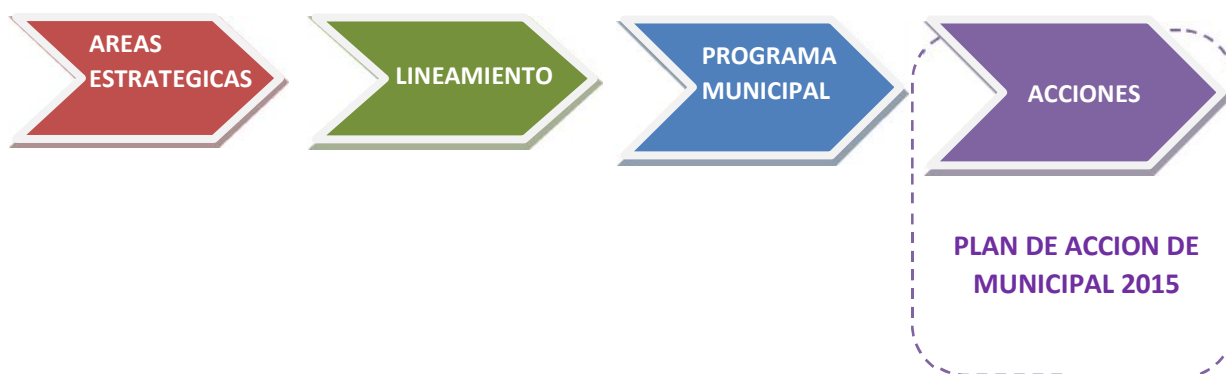 AREAS
ESTRATEGICAS
LINEAMIENTO
PROGRAMA
MUNICIPAL
ACCIONES
PLAN DE ACCION DE
MUNICIPAL 2015